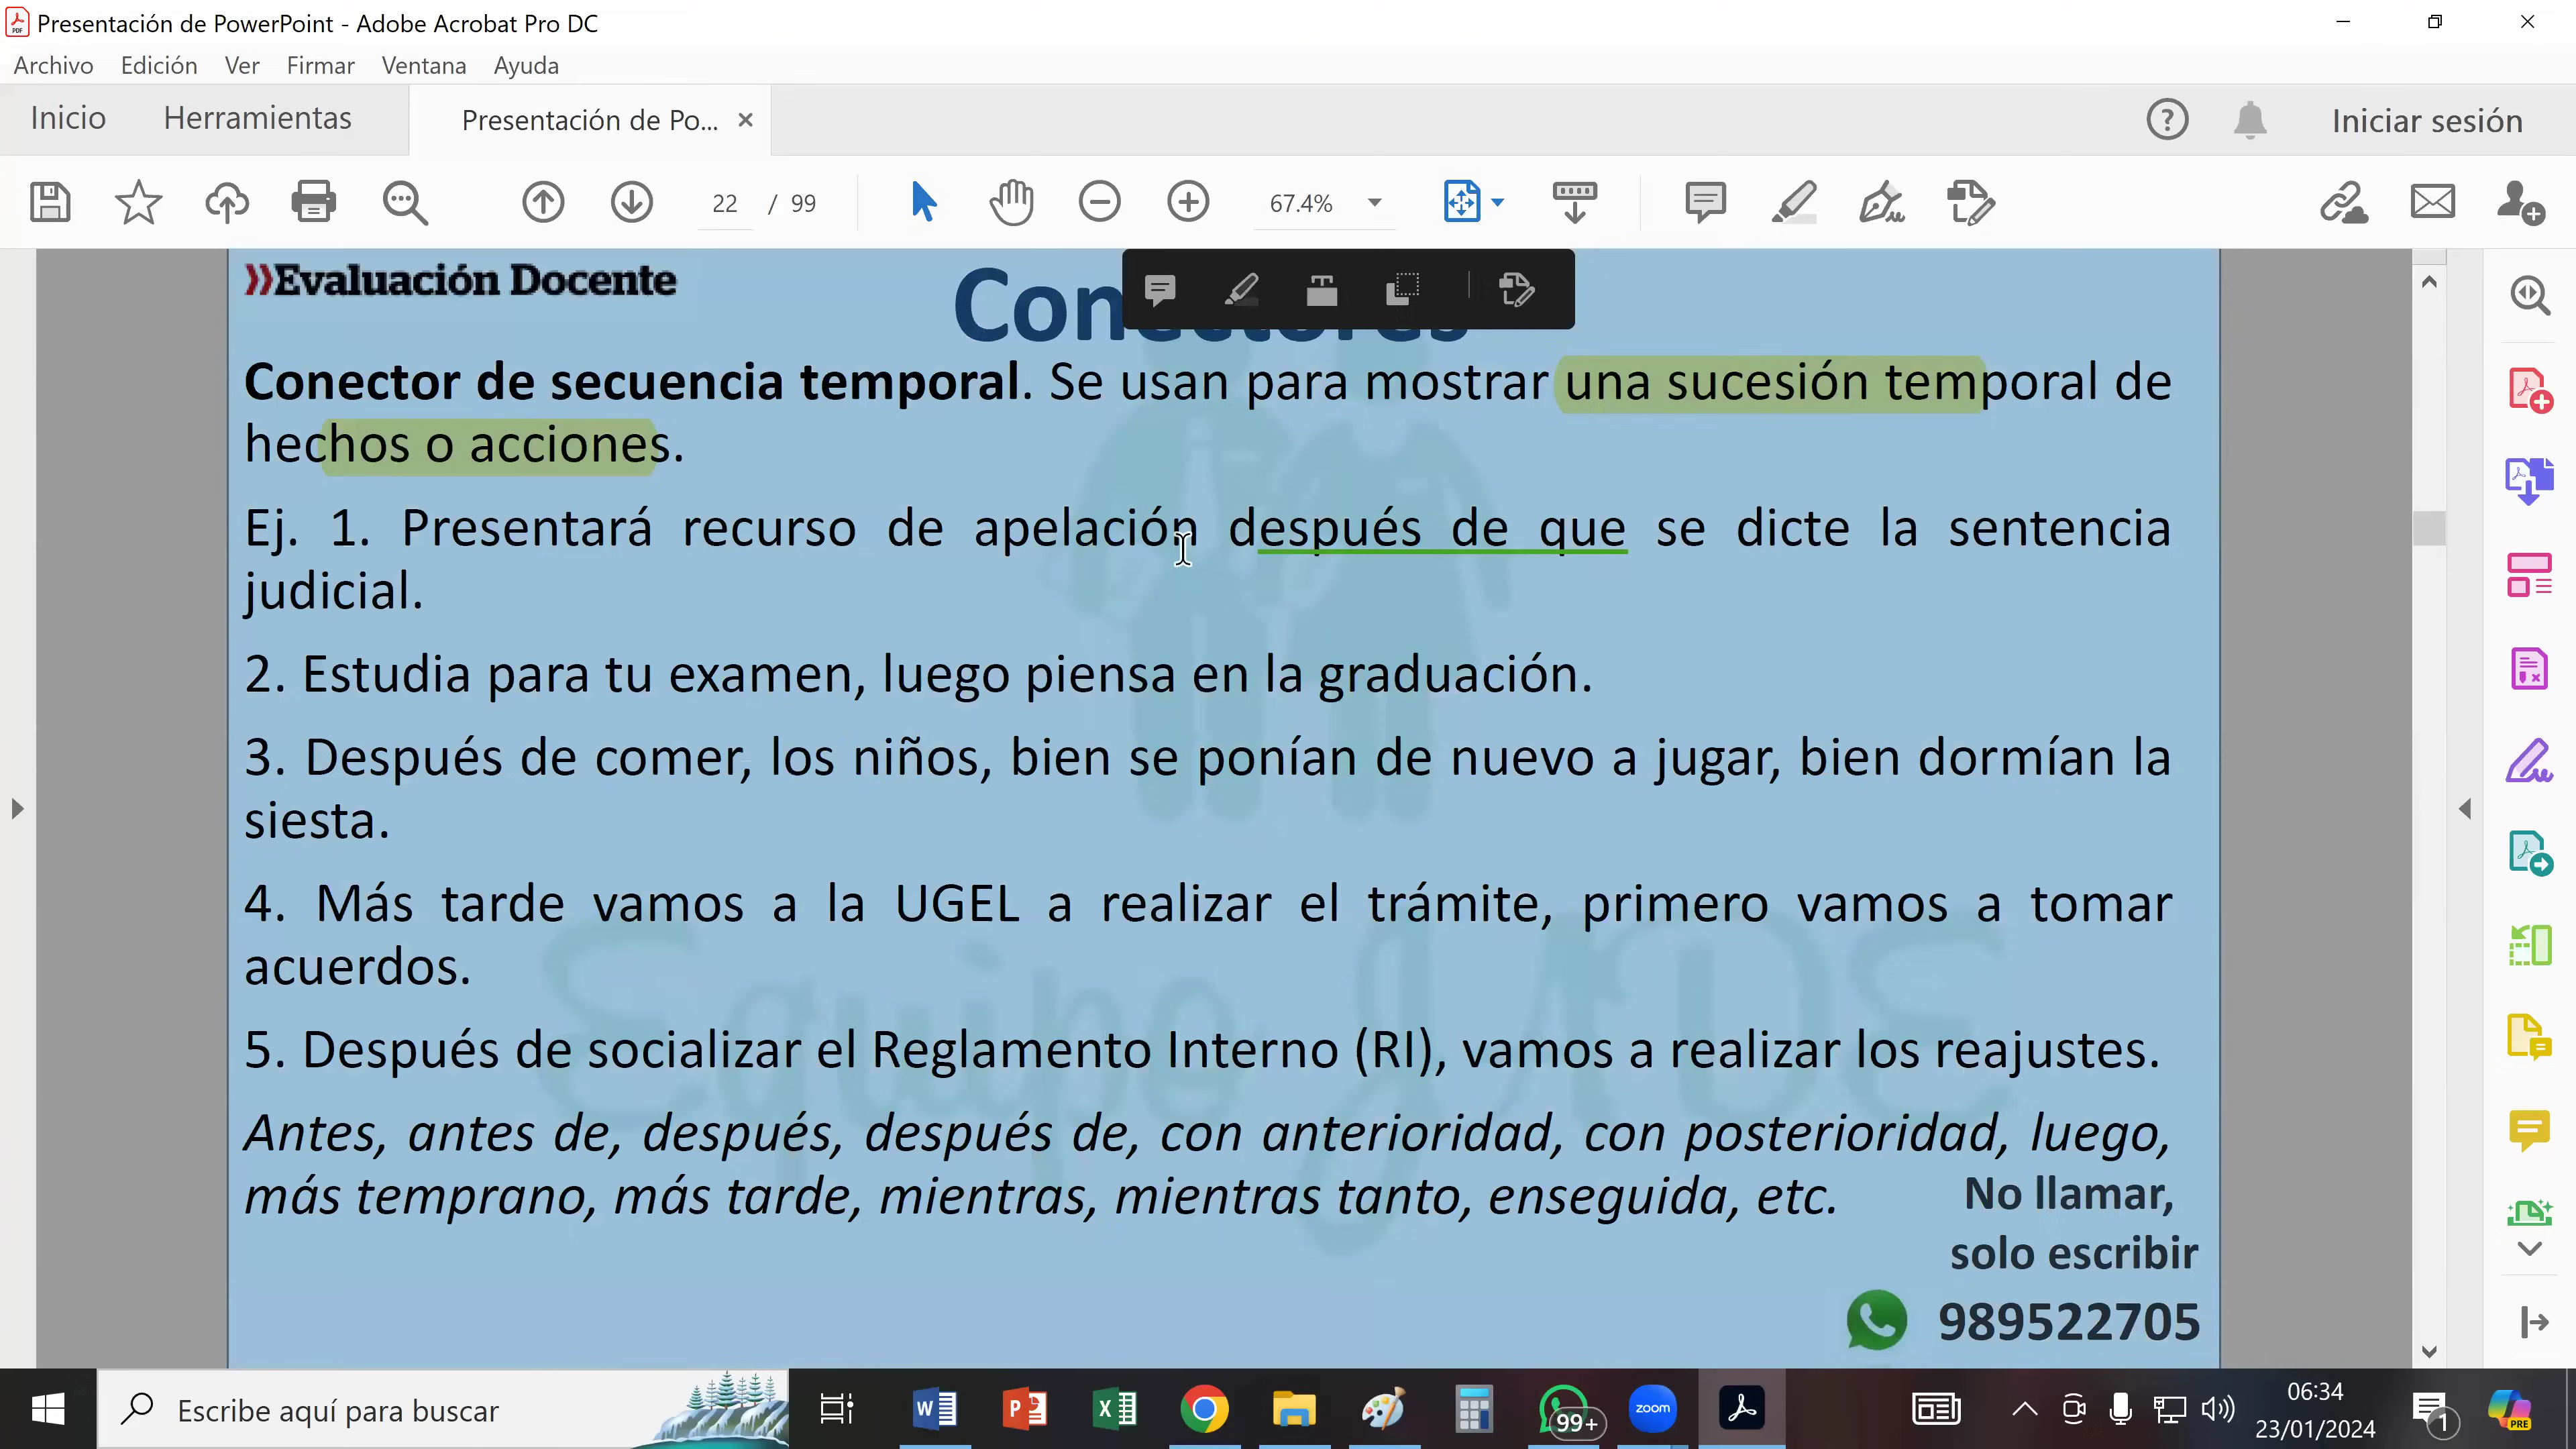 Presentación de PowerPoint - Adobe Acrobat Pro DC
Archivo Edición Ver Firmar Ventana Ayuda
Inicio Herramientas Presentación de Po... × Iniciar sesión
22 / 99 67.4%
»Evaluación Docente
Conectores
Conector de secuencia temporal. Se usan para mostrar una sucesión temporal de
hechos o acciones.
Ej. 1. Presentará recurso de apelación después de que se dicte la sentencia
judicial.
2. Estudia para tu examen, luego piensa en la graduación.
3. Después de comer, los niños, bien se ponían de nuevo a jugar, bien dormían la
siesta.
4. Más tarde vamos a la UGEL a realizar el trámite, primero vamos a tomar
acuerdos.
5. Después de socializar el Reglamento Interno (RI), vamos a realizar los reajustes.
Antes, antes de, después, después de, con anterioridad, con posterioridad, luego,
más temprano, más tarde, mientras, mientras tanto, enseguida, etc.
No llamar,
solo escribir
989522705
Equipo
Escribe aquí para buscar
99+
zoom
06:34
23/01/2024
1
PRE